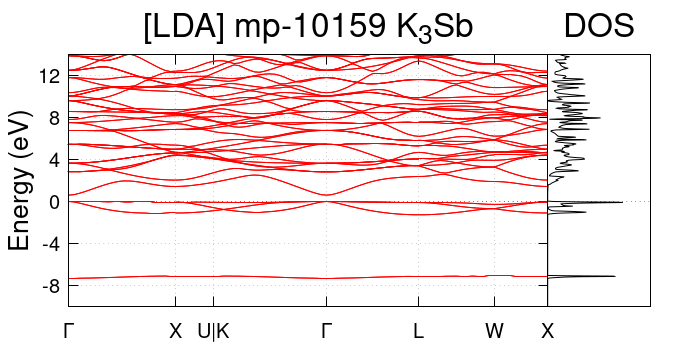 [LDA] mp-10159 K₃Sb DOS
Energy (eV)
12
8
4
0
-4
-8
Γ X U|K Γ L W X